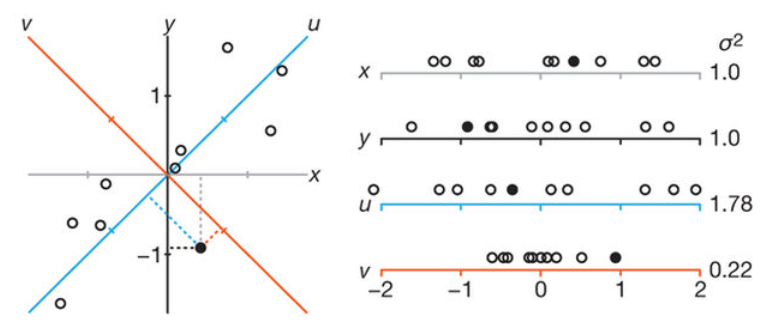 v y u
1
x
−1
σ²
x 1.0
y 1.0
u 1.78
v 0.22
−2 −1 0 1 2